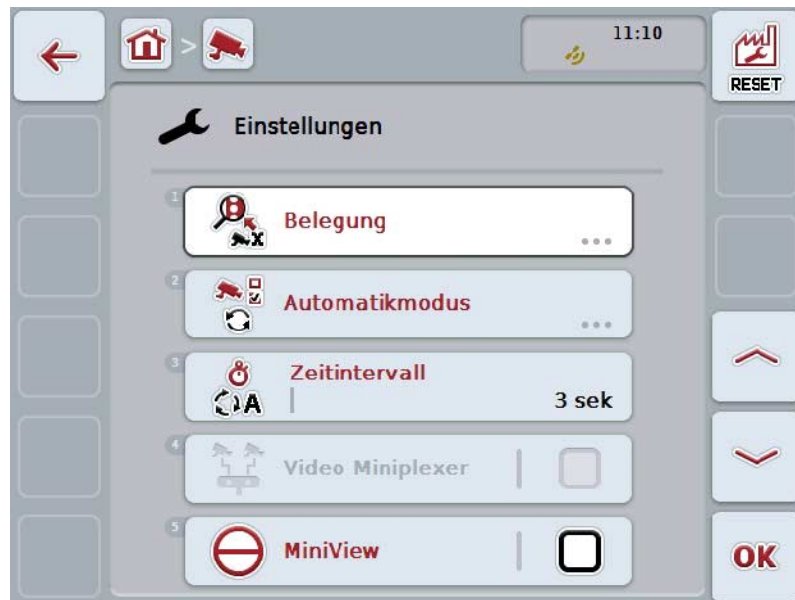 >
11:10
RESET
Einstellungen
1
Belegung
X
...
2
Automatikmodus
...
3
Zeitintervall
A
3 sek
4
Video Miniplexer
5
MiniView
OK